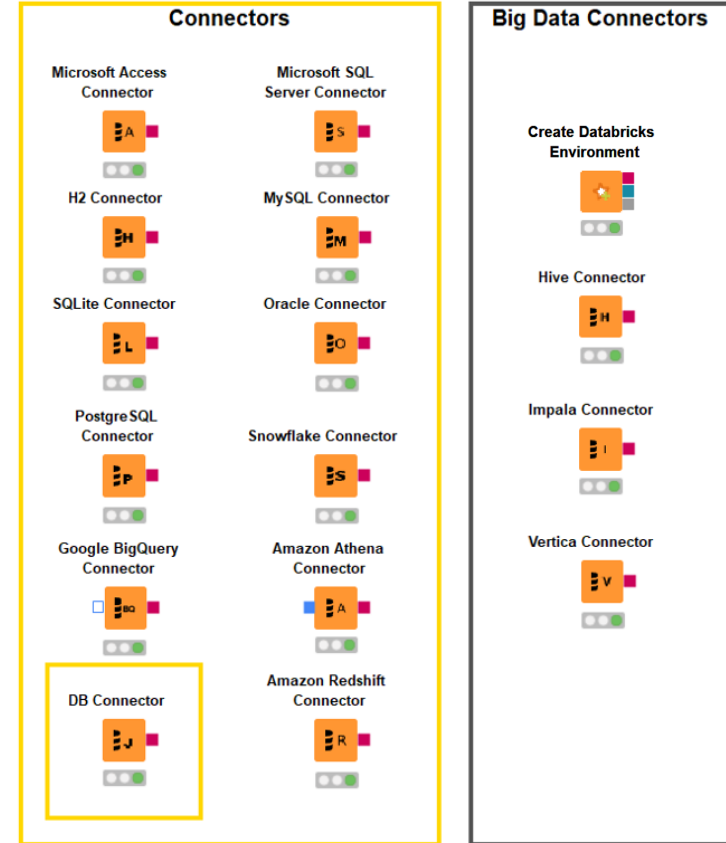 Connectors
Microsoft Access
Connector
A
Microsoft SQL
Server Connector
S
H2 Connector
H
MySQL Connector
M
SQLite Connector
L
Oracle Connector
O
PostgreSQL
Connector
P
Snowflake Connector
S
Google BigQuery
Connector
BQ
Amazon Athena
Connector
A
DB Connector
J
Amazon Redshift
Connector
R
Big Data Connectors
Create Databricks
Environment
Hive Connector
H
Impala Connector
I
Vertica Connector
V